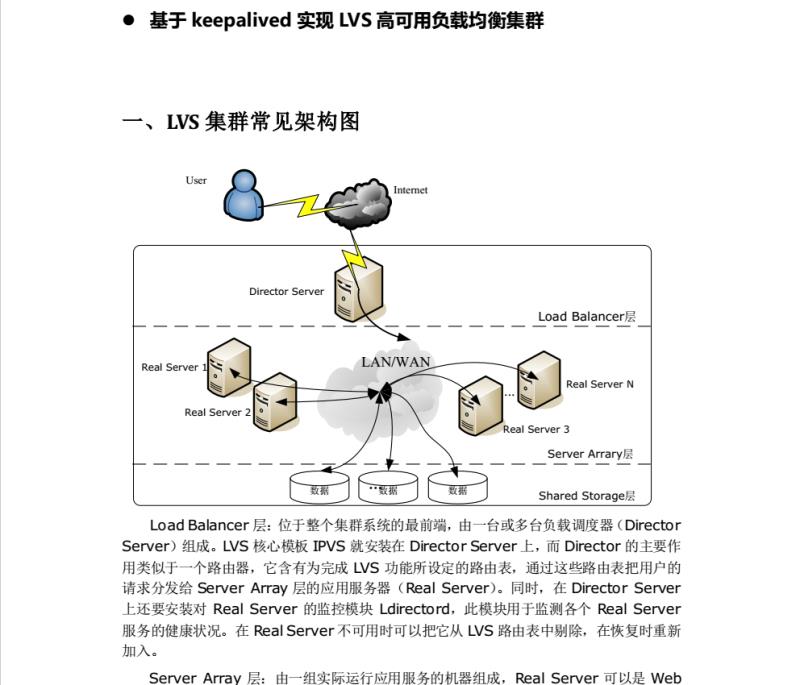 ● 基于 keepalived 实现 LVS 高可用负载均衡集群
一、LVS 集群常见架构图
User
Internet
Director Server
Load Balancer层
LAN/WAN
Real Server 1
Real Server N
Real Server 2
...
Real Server 3
Server Arrary层
数据
...数据
数据
Shared Storage层
Load Balancer 层：位于整个集群系统的最前端，由一台或多台负载调度器（Director
Server）组成。LVS 核心模板 IPVS 就安装在 Director Server 上，而 Director 的主要作
用类似于一个路由器，它含有为完成 LVS 功能所设定的路由表，通过这些路由表把用户的
请求分发给 Server Array 层的应用服务器（Real Server）。同时，在 Director Server
上还要安装对 Real Server 的监控模块 Ldirectord，此模块用于监测各个 Real Server
服务的健康状况。在 Real Server 不可用时可以把它从 LVS 路由表中剔除，在恢复时重新
加入。
Server Array 层：由一组实际运行应用服务的机器组成，Real Server 可以是 Web